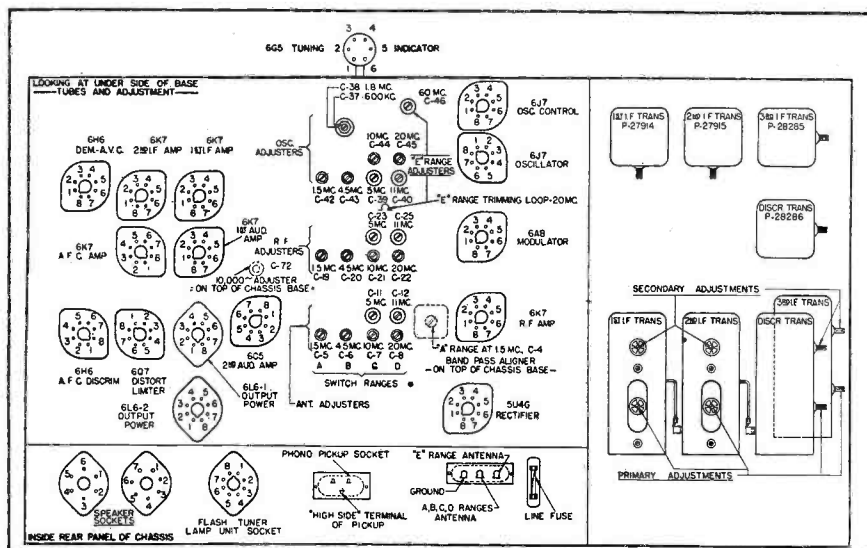 3 4
6G5 TUNING 2 5 INDICATOR
1 6
LOOKING AT UNDER SIDE OF BASE
TUBES AND ADJUSTMENT
C-38 1.8 MC.
C-37 - 600KC
60 MC.
C-46
6J7
OSC CONTROL
6H6
DEM.-A.V.C.
6K7
2ND I.F AMP
6K7
1ST I.F AMP
OSC.
ADJUSTERS
10MC
C-44
20MC
C-45
"E" RANGE
ADJUSTERS
6J7
OSCILLATOR
1.5 MC.
C-42
4.5MC
C-43
5MC
C-39
11MC
C-40
"E" RANGE TRIMMING LOOP-20MC
6K7
A.F.C AMP
6K7
1ST AUD.
AMP
R.F
ADJUSTERS
C-23
5 MC
C-25
11MC
6A8
MODULATOR
C-72
10,000~ADJUSTER
-ON TOP OF CHASSIS BASE-
1.5 MC
C-19
4.5 MC
C-20
10MC
C-21
20MC
C-22
C-11
5 MC
C-12
11MC
6K7
R.F AMP
6H6
A.F.C DISCRIM
6Q7
DISTORT
LIMITER
6C5
2ND AUD. AMP
1.5MC
C-5
A
4.5MC
C-6
B
10MC
C-7
C
20MC
C-8
D
"A" RANGE AT 1.5 MC, C-4
BAND PASS ALIGNER
-ON TOP OF CHASSIS BASE-
6L6-1
OUTPUT
POWER
6L6-2
OUTPUT
POWER
SWITCH RANGES
ANT. ADJUSTERS
5U4G
RECTIFIER
PHONO PICKUP SOCKET
"E" RANGE ANTENNA
GROUND
A,B,C,D RANGES
ANTENNA
LINE FUSE
SPEAKER
SOCKETS
FLASH TUNER
LAMP UNIT SOCKET
"HIGH SIDE" TERMINAL
OF PICKUP
INSIDE REAR PANEL OF CHASSIS
1ST I.F TRANS
P-27914
2ND I.F TRANS
P-27915
3RD I.F TRANS
P-28285
DISCR TRANS
P-28286
SECONDARY ADJUSTMENTS
3RD I.F TRANS
1ST I.F TRANS
2ND I.F TRANS
DISCR TRANS
PRIMARY ADJUSTMENTS